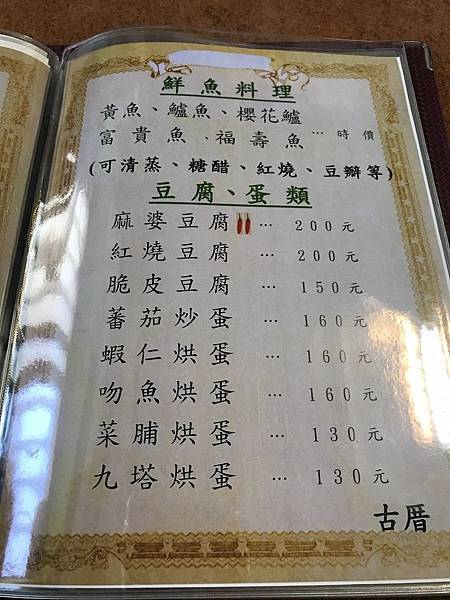 鮮魚料理
黃魚、鱸魚、櫻花鱸
富貴魚、福壽魚…時價
(可清蒸、糖醋、紅燒、豆瓣等)
豆腐、蛋類
麻婆豆腐 … 200元
紅燒豆腐 … 200元
脆皮豆腐 … 150元
蕃茄炒蛋 … 160元
蝦仁烘蛋 … 160元
吻魚烘蛋 … 160元
菜脯烘蛋 … 130元
九塔烘蛋 … 130元
古厝